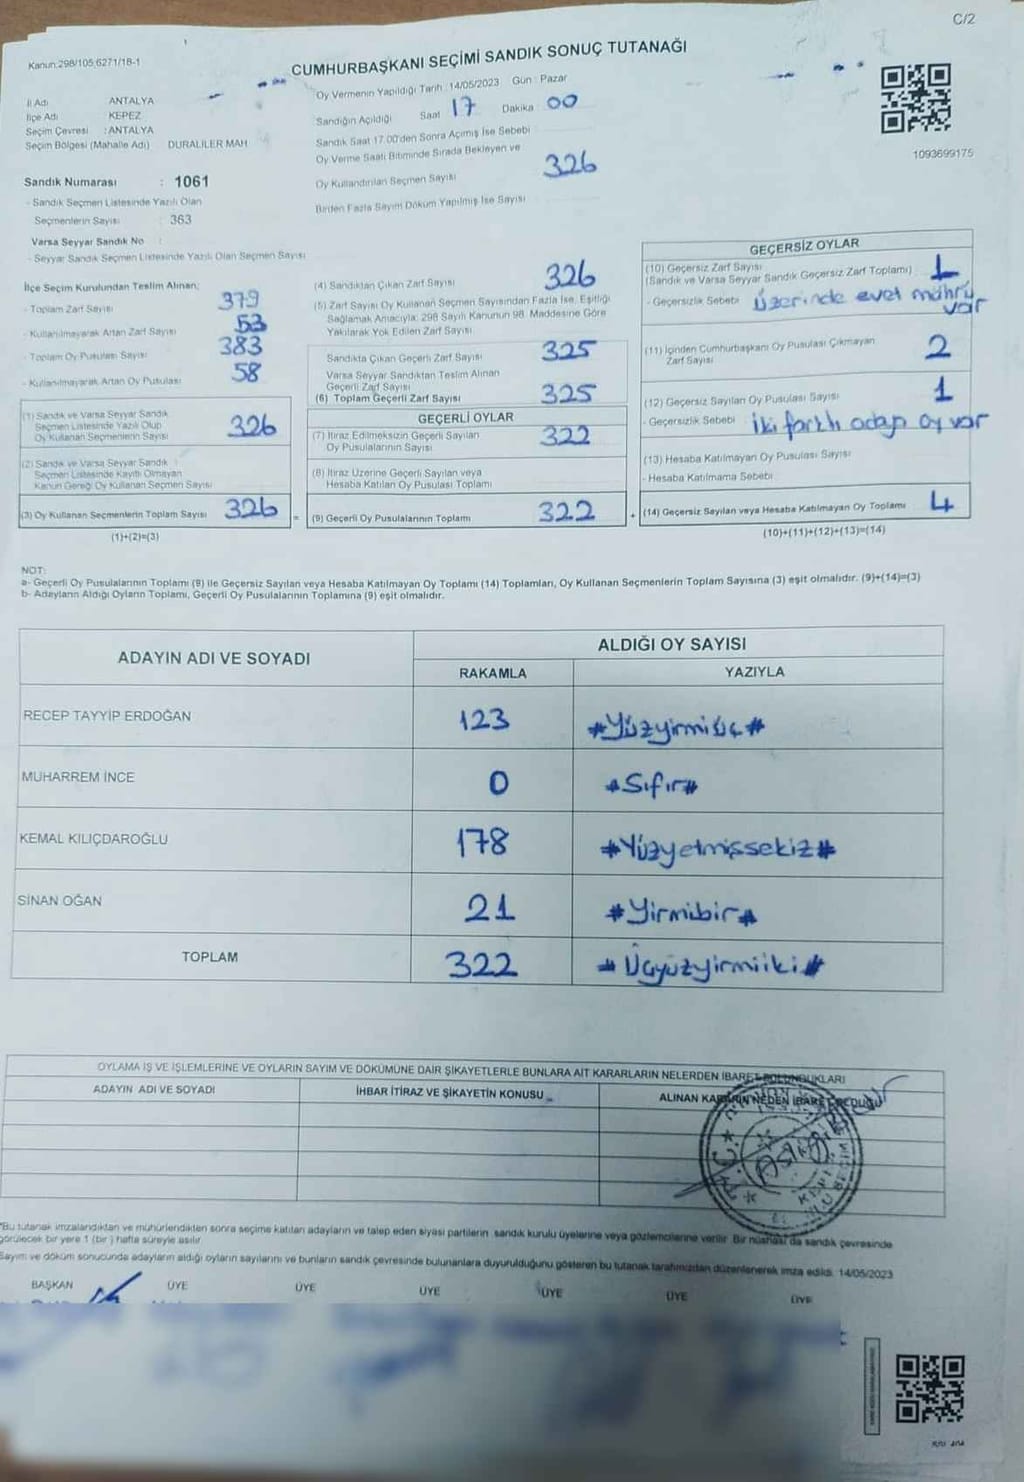 C/2
Kanun:298/105;6271/18-1
CUMHURBAŞKANI SEÇİMİ SANDIK SONUÇ TUTANAĞI
İl Adı ANTALYA
İlçe Adı KEPEZ
Seçim Çevresi : ANTALYA
Seçim Bölgesi (Mahalle Adı) DURALİLER MAH
Sandık Numarası : 1061
- Sandık Seçmen Listesinde Yazılı Olan
Seçmenlerin Sayısı : 363
Varsa Seyyar Sandık No :
- Seyyar Sandık Seçmen Listesinde Yazılı Olan Seçmen Sayısı
Oy Vermenin Yapıldığı Tarih :14/05/2023 Gün : Pazar
Sandığın Açıldığı Saat 17 Dakika : 00
Sandık Saat 17.00'den Sonra Açımış İse Sebebi
Oy Verme Saati Bitiminde Sırada Bekleyen ve
Oy Kullandırılan Seçmen Sayısı 326
Birden Fazla Sayım Döküm Yapılmış İse Sayısı
1093699175
İlçe Seçim Kurulundan Teslim Alınan;
- Toplam Zarf Sayısı 379
- Kullanılmayarak Artan Zarf Sayısı 53
- Toplam Oy Pusulası Sayısı 383
- Kullanılmayarak Artan Oy Pusulası 58
(1) Sandık ve Varsa Seyyar Sandık
Seçmen Listesinde Yazılı Olup
Oy Kullanan Seçmenlerin Sayısı 326
(2) Sandık ve Varsa Seyyar Sandık
Seçmen Listesinde Kayıtlı Olmayan
Kanun Gereği Oy Kullanan Seçmen Sayısı
(3) Oy Kullanan Seçmenlerin Toplam Sayısı 326
(1)+(2)=(3)
(4) Sandıktan Çıkan Zarf Sayısı 326
(5) Zarf Sayısı Oy Kullanan Seçmen Sayısından Fazla İse, Eşitliği
Sağlamak Amacıyla; 298 Sayılı Kanunun 98. Maddesine Göre
Yakılarak Yok Edilen Zarf Sayısı
Sandıkta Çıkan Geçerli Zarf Sayısı 325
Varsa Seyyar Sandıktan Teslim Alınan
Geçerli Zarf Sayısı
(6) Toplam Geçerli Zarf Sayısı 325
GEÇERLİ OYLAR
(7) İtiraz Edilmeksizin Geçerli Sayılan
Oy Pusulalarının Sayısı 322
(8) İtiraz Üzerine Geçerli Sayılan veya
Hesaba Katılan Oy Pusulası Toplamı
= (9) Geçerli Oy Pusulalarının Toplamı 322
GEÇERSİZ OYLAR
(10) Geçersiz Zarf Sayısı
(Sandık ve Varsa Seyyar Sandık Geçersiz Zarf Toplamı) 1
- Geçersizlik Sebebi üzerinde evet mührü
var
(11) İçinden Cumhurbaşkanı Oy Pusulası Çıkmayan
Zarf Sayısı 2
(12) Geçersiz Sayılan Oy Pusulası Sayısı 1
- Geçersizlik Sebebi iki farklı adaya oy var
(13) Hesaba Katılmayan Oy Pusulası Sayısı
- Hesaba Katılmama Sebebi
+ (14) Geçersiz Sayılan veya Hesaba Katılmayan Oy Toplamı 4
(10)+(11)+(12)+(13)=(14)
NOT:
a- Geçerli Oy Pusulalarının Toplamı (9) ile Geçersiz Sayılan veya Hesaba Katılmayan Oy Toplamı (14) Toplamları, Oy Kullanan Seçmenlerin Toplam Sayısına (3) eşit olmalıdır. (9)+(14)=(3)
b- Adayların Aldığı Oyların Toplamı, Geçerli Oy Pusulalarının Toplamına (9) eşit olmalıdır.
ADAYIN ADI VE SOYADI ALDIĞI OY SAYISI
RAKAMLA YAZIYLA
RECEP TAYYİP ERDOĞAN 123 #Yüzyirmiüç#
MUHARREM İNCE 0 #Sıfır#
KEMAL KILIÇDAROĞLU 178 #Yüzyetmişsekiz#
SİNAN OĞAN 21 #Yirmibir#
TOPLAM 322 #Üçyüzyirmiiki#
OYLAMA İŞ VE İŞLEMLERİNE VE OYLARIN SAYIM VE DÖKÜMÜNE DAİR ŞİKAYETLERLE BUNLARA AİT KARARLARIN NELERDEN İBARET BULUNDUKLARI
ADAYIN ADI VE SOYADI İHBAR İTİRAZ VE ŞİKAYETİN KONUSU ALINAN KARARIN NEDEN İBARET OLDUĞU
*Bu tutanak imzalandıktan ve mühürlendikten sonra seçime katılan adayların ve talep eden siyasi partilerin sandık kurulu üyelerine veya gözlemcilerine verilir. Bir nüshası da sandık çevresinde
görülecek bir yere 1 (bir) hafta süreyle asılır.
Sayım ve döküm sonucunda adayların aldığı oyların sayılarını ve bunların sandık çevresinde bulunanlara duyurulduğunu gösteren bu tutanak tarafımızdan düzenlenerek imza edildi. 14/05/2023
BAŞKAN ÜYE ÜYE ÜYE ÜYE ÜYE ÜYE